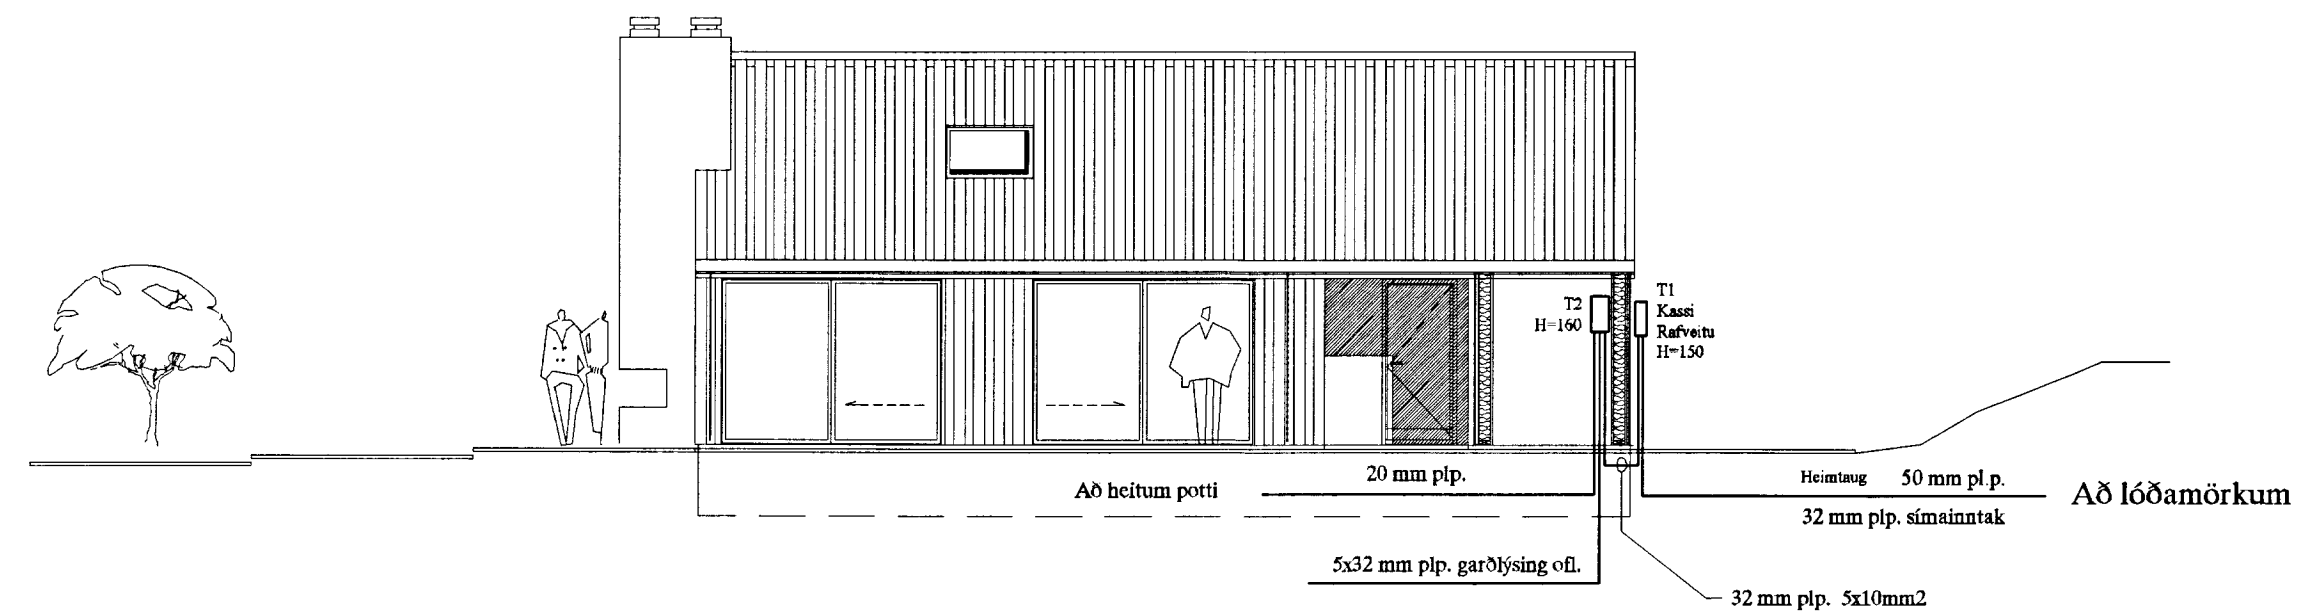 T2
H=160
T1
Kassi
Rafveitu
H=150
20 mm plp.
Að heitum potti
Heimtaug 50 mm pl.p.
Að lóðamörkum
32 mm plp. símainntak
5x32 mm plp. garðlýsing ofl.
32 mm plp. 5x10mm2